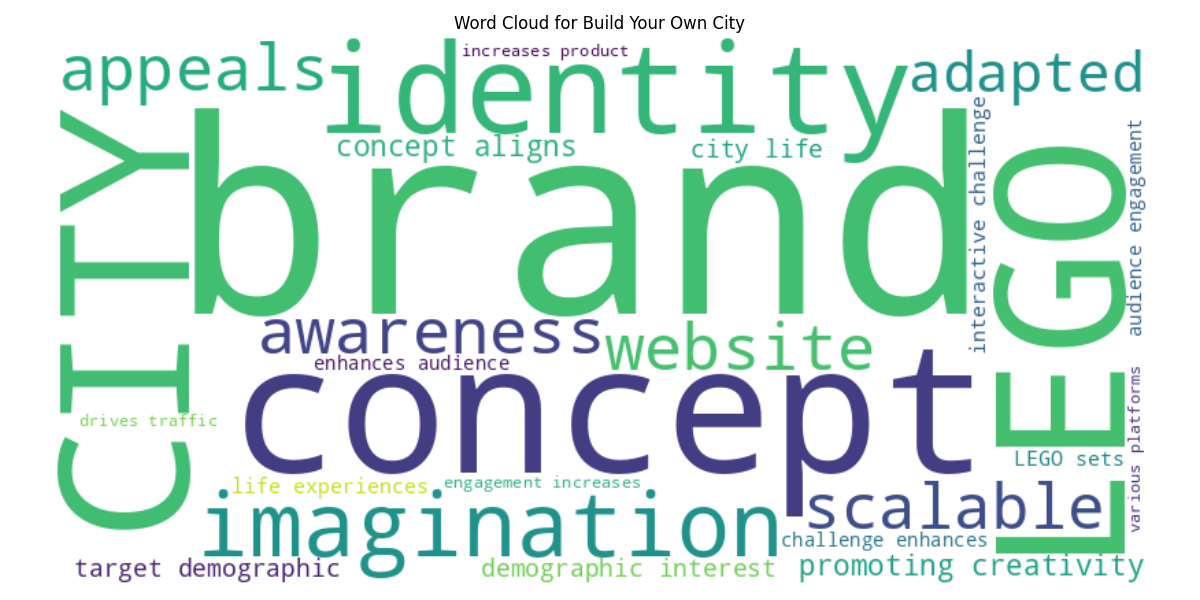 Word Cloud for Build Your Own City
increases product
appeals
identity
adapted
concept aligns
city life
CITY
brand
interactive challenge
LEGO
audience engagement
awareness
website
enhances audience
concept
various platforms
drives traffic
LEGO sets
life experiences
engagement increases
imagination
scalable
challenge enhances
target demographic
demographic interest
promoting creativity